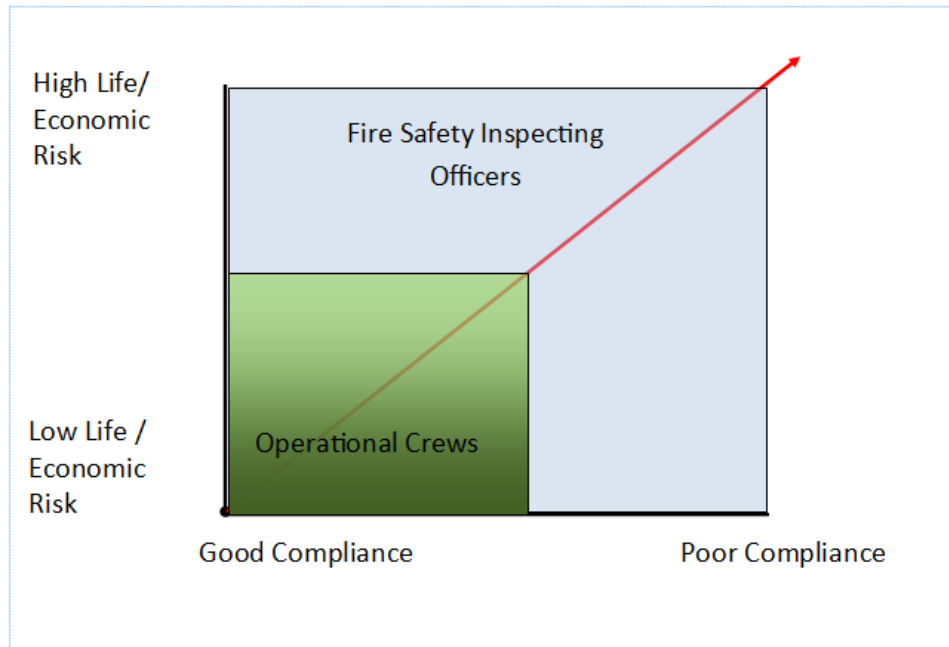 High Life/
Economic
Risk
Fire Safety Inspecting
Officers
Operational Crews
Low Life /
Economic
Risk
Good Compliance
Poor Compliance